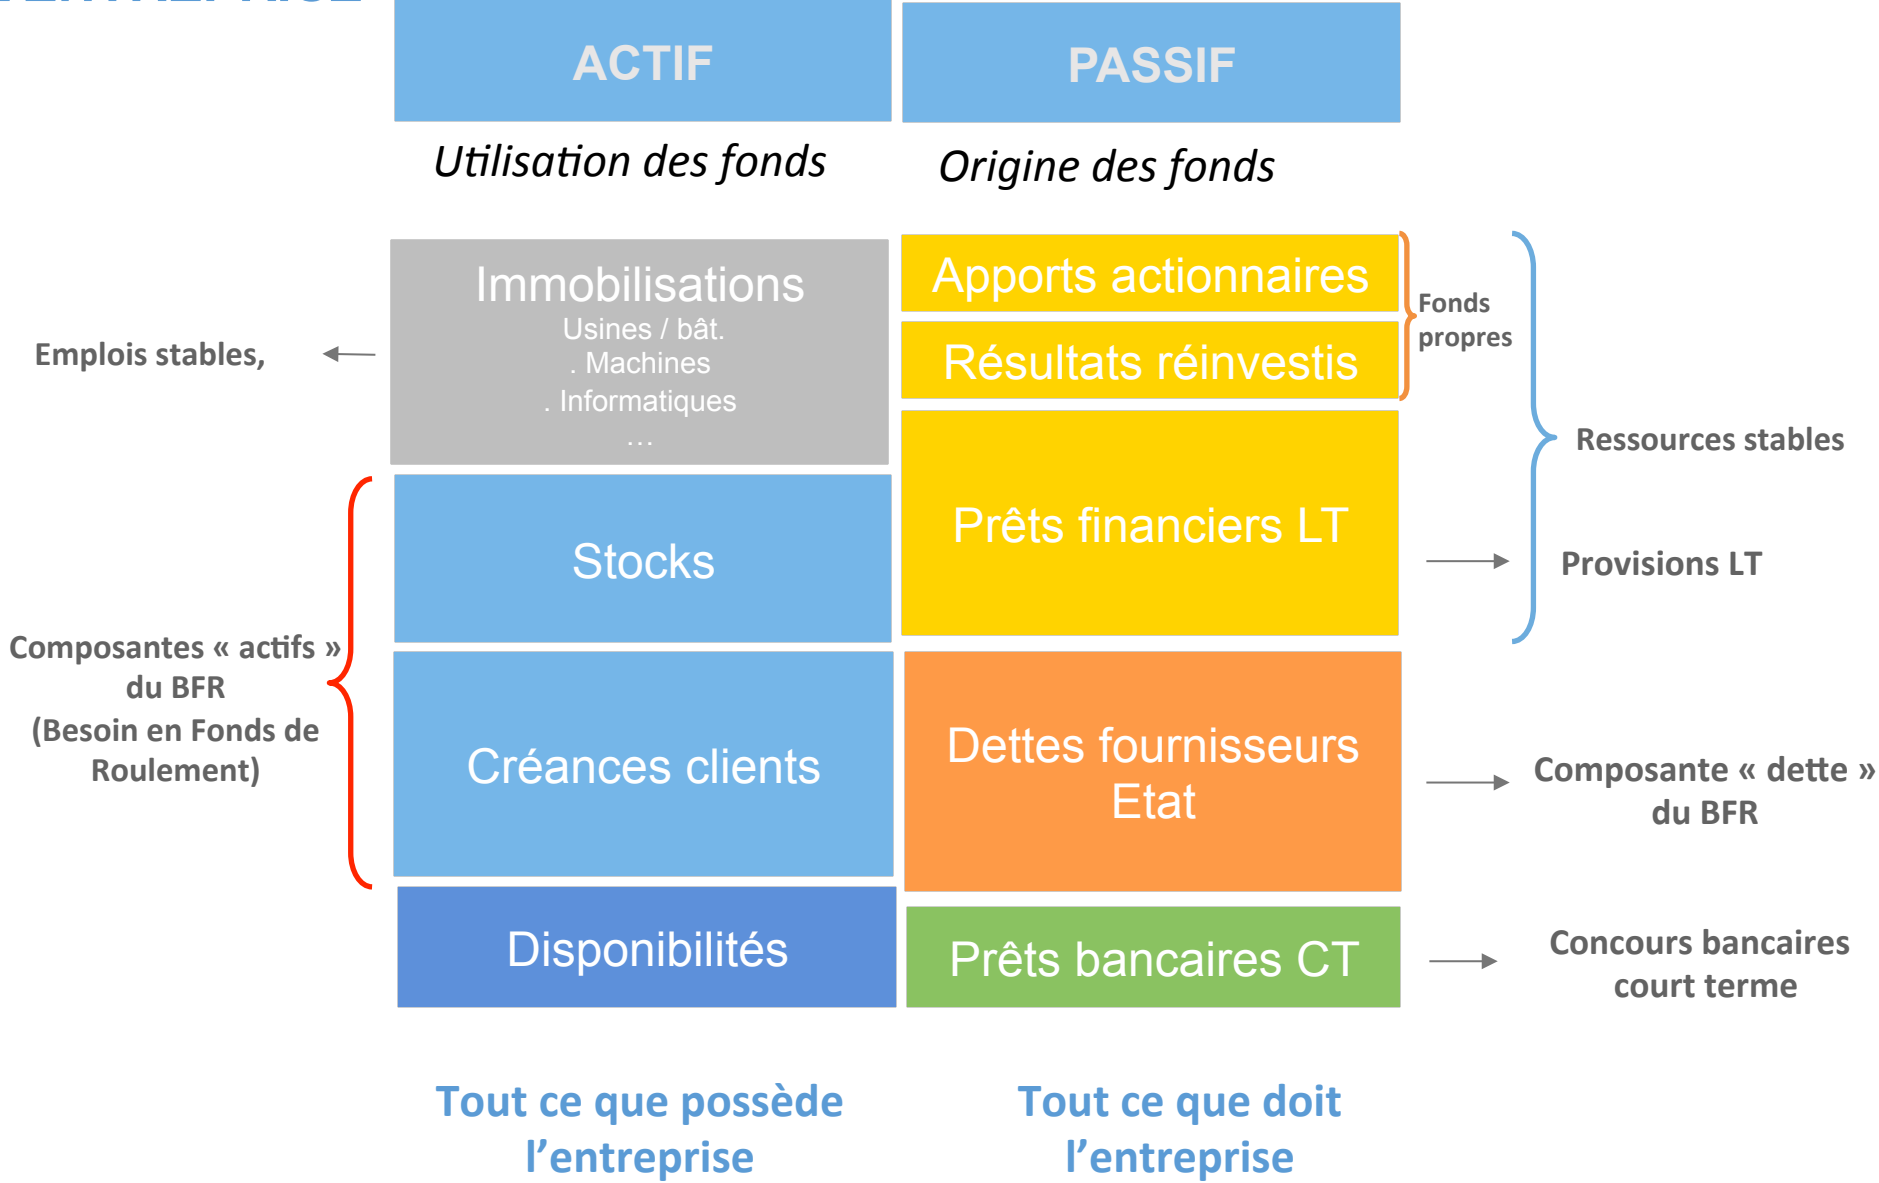 ACTIF
PASSIF
Utilisation des fonds
Origine des fonds
Immobilisations
Usines / bât.
. Machines
. Informatiques
...
Stocks
Créances clients
Disponibilités
Apports actionnaires
Résultats réinvestis
Prêts financiers LT
Dettes fournisseurs
Etat
Prêts bancaires CT
Emplois stables,
Composantes « actifs »
du BFR
(Besoin en Fonds de
Roulement)
Fonds
propres
Ressources stables
Provisions LT
Composante « dette »
du BFR
Concours bancaires
court terme
Tout ce que possède
l’entreprise
Tout ce que doit
l’entreprise